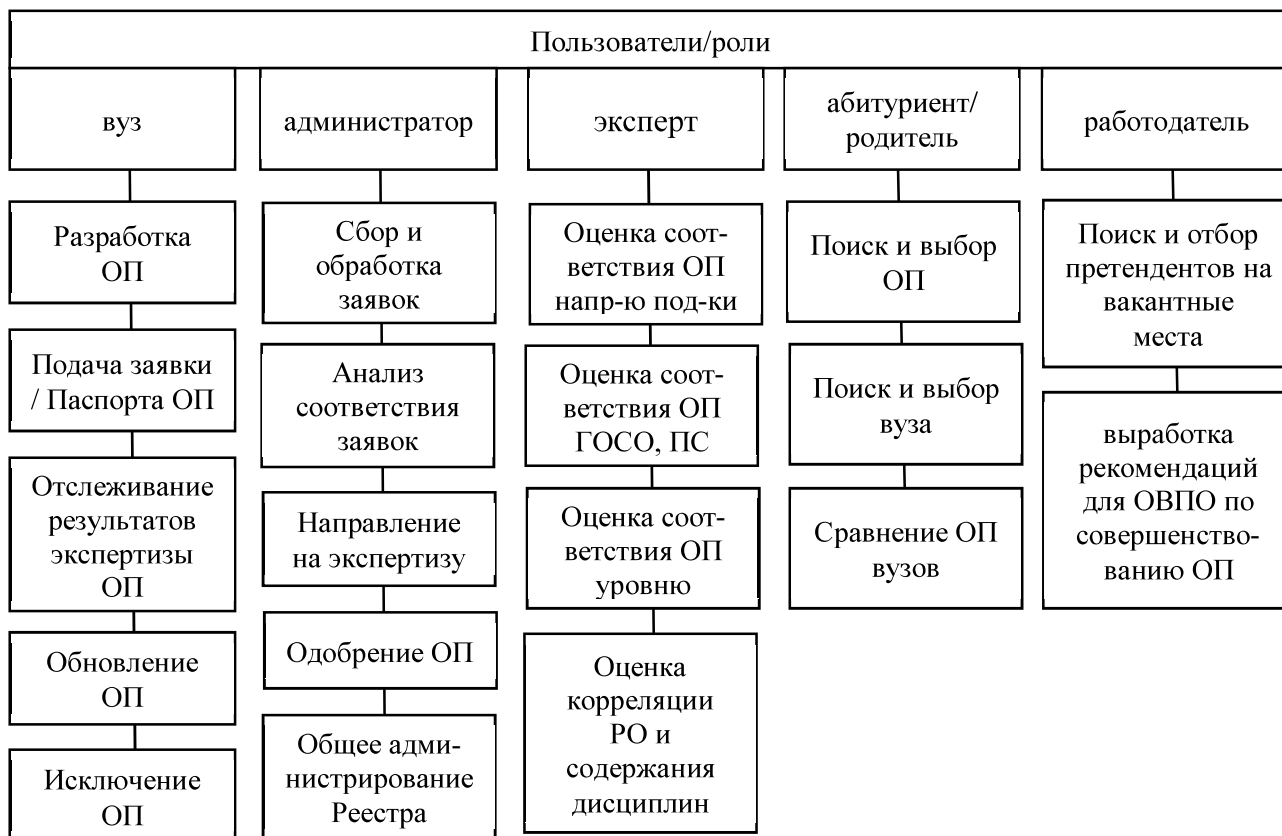 Пользователи/роли
вуз
администратор
эксперт
абитуриент/
родитель
работодатель
Разработка
ОП
Подача заявки
/ Паспорта ОП
Отслеживание
результатов
экспертизы
ОП
Обновление
ОП
Исключение
ОП
Сбор и
обработка
заявок
Анализ
соответствия
заявок
Направление
на экспертизу
Одобрение ОП
Общее адми-
нистрирование
Реестра
Оценка соот-
ветствия ОП
напр-ю под-ки
Оценка соот-
ветствия ОП
ГОСО, ПС
Оценка соот-
ветствия ОП
уровню
Оценка
корреляции
РО и
содержания
дисциплин
Поиск и выбор
ОП
Поиск и выбор
вуза
Сравнение ОП
вузов
Поиск и отбор
претендентов на
вакантные
места
выработка
рекомендаций
для ОВПО по
совершенство-
ванию ОП